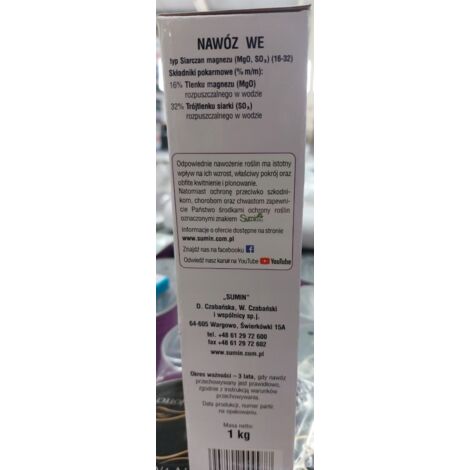 NAWÓZ WE
typ Siarczan magnezu (MgO, SO₃) (16-32)
Składniki pokarmowe (% m/m):
16% Tlenku magnezu (MgO)
rozpuszczalnego w wodzie
32% Trójtlenku siarki (SO₃)
rozpuszczalnego w wodzie
Odpowiednie nawożenie roślin ma istotny
wpływ na ich wzrost, właściwy pokrój oraz
obfite kwitnienie i plonowanie.
Natomiast ochronę przeciwko szkodni-
kom, chorobom oraz chwastom zapewni-
cie Państwo środkami ochrony roślin
oznaczonymi znakiem Sumin
Informacje o ofercie dostępne na stronie
www.sumin.com.pl
Znajdź nas na facebooku f
Odwiedź nasz kanał na YouTube YouTube
„SUMIN"
D. Czabańska, W. Czabański
i wspólnicy sp.j.
64-605 Wargowo, Świerkówki 15A
tel. +48 61 29 72 600
fax +48 61 29 72 602
www.sumin.com.pl
Okres ważności – 3 lata, gdy nawóz
przechowywany jest prawidłowo,
zgodnie z instrukcją warunków
przechowywania.
Data produkcji, numer partii,
na opakowaniu.
Masa netto:
1 kg